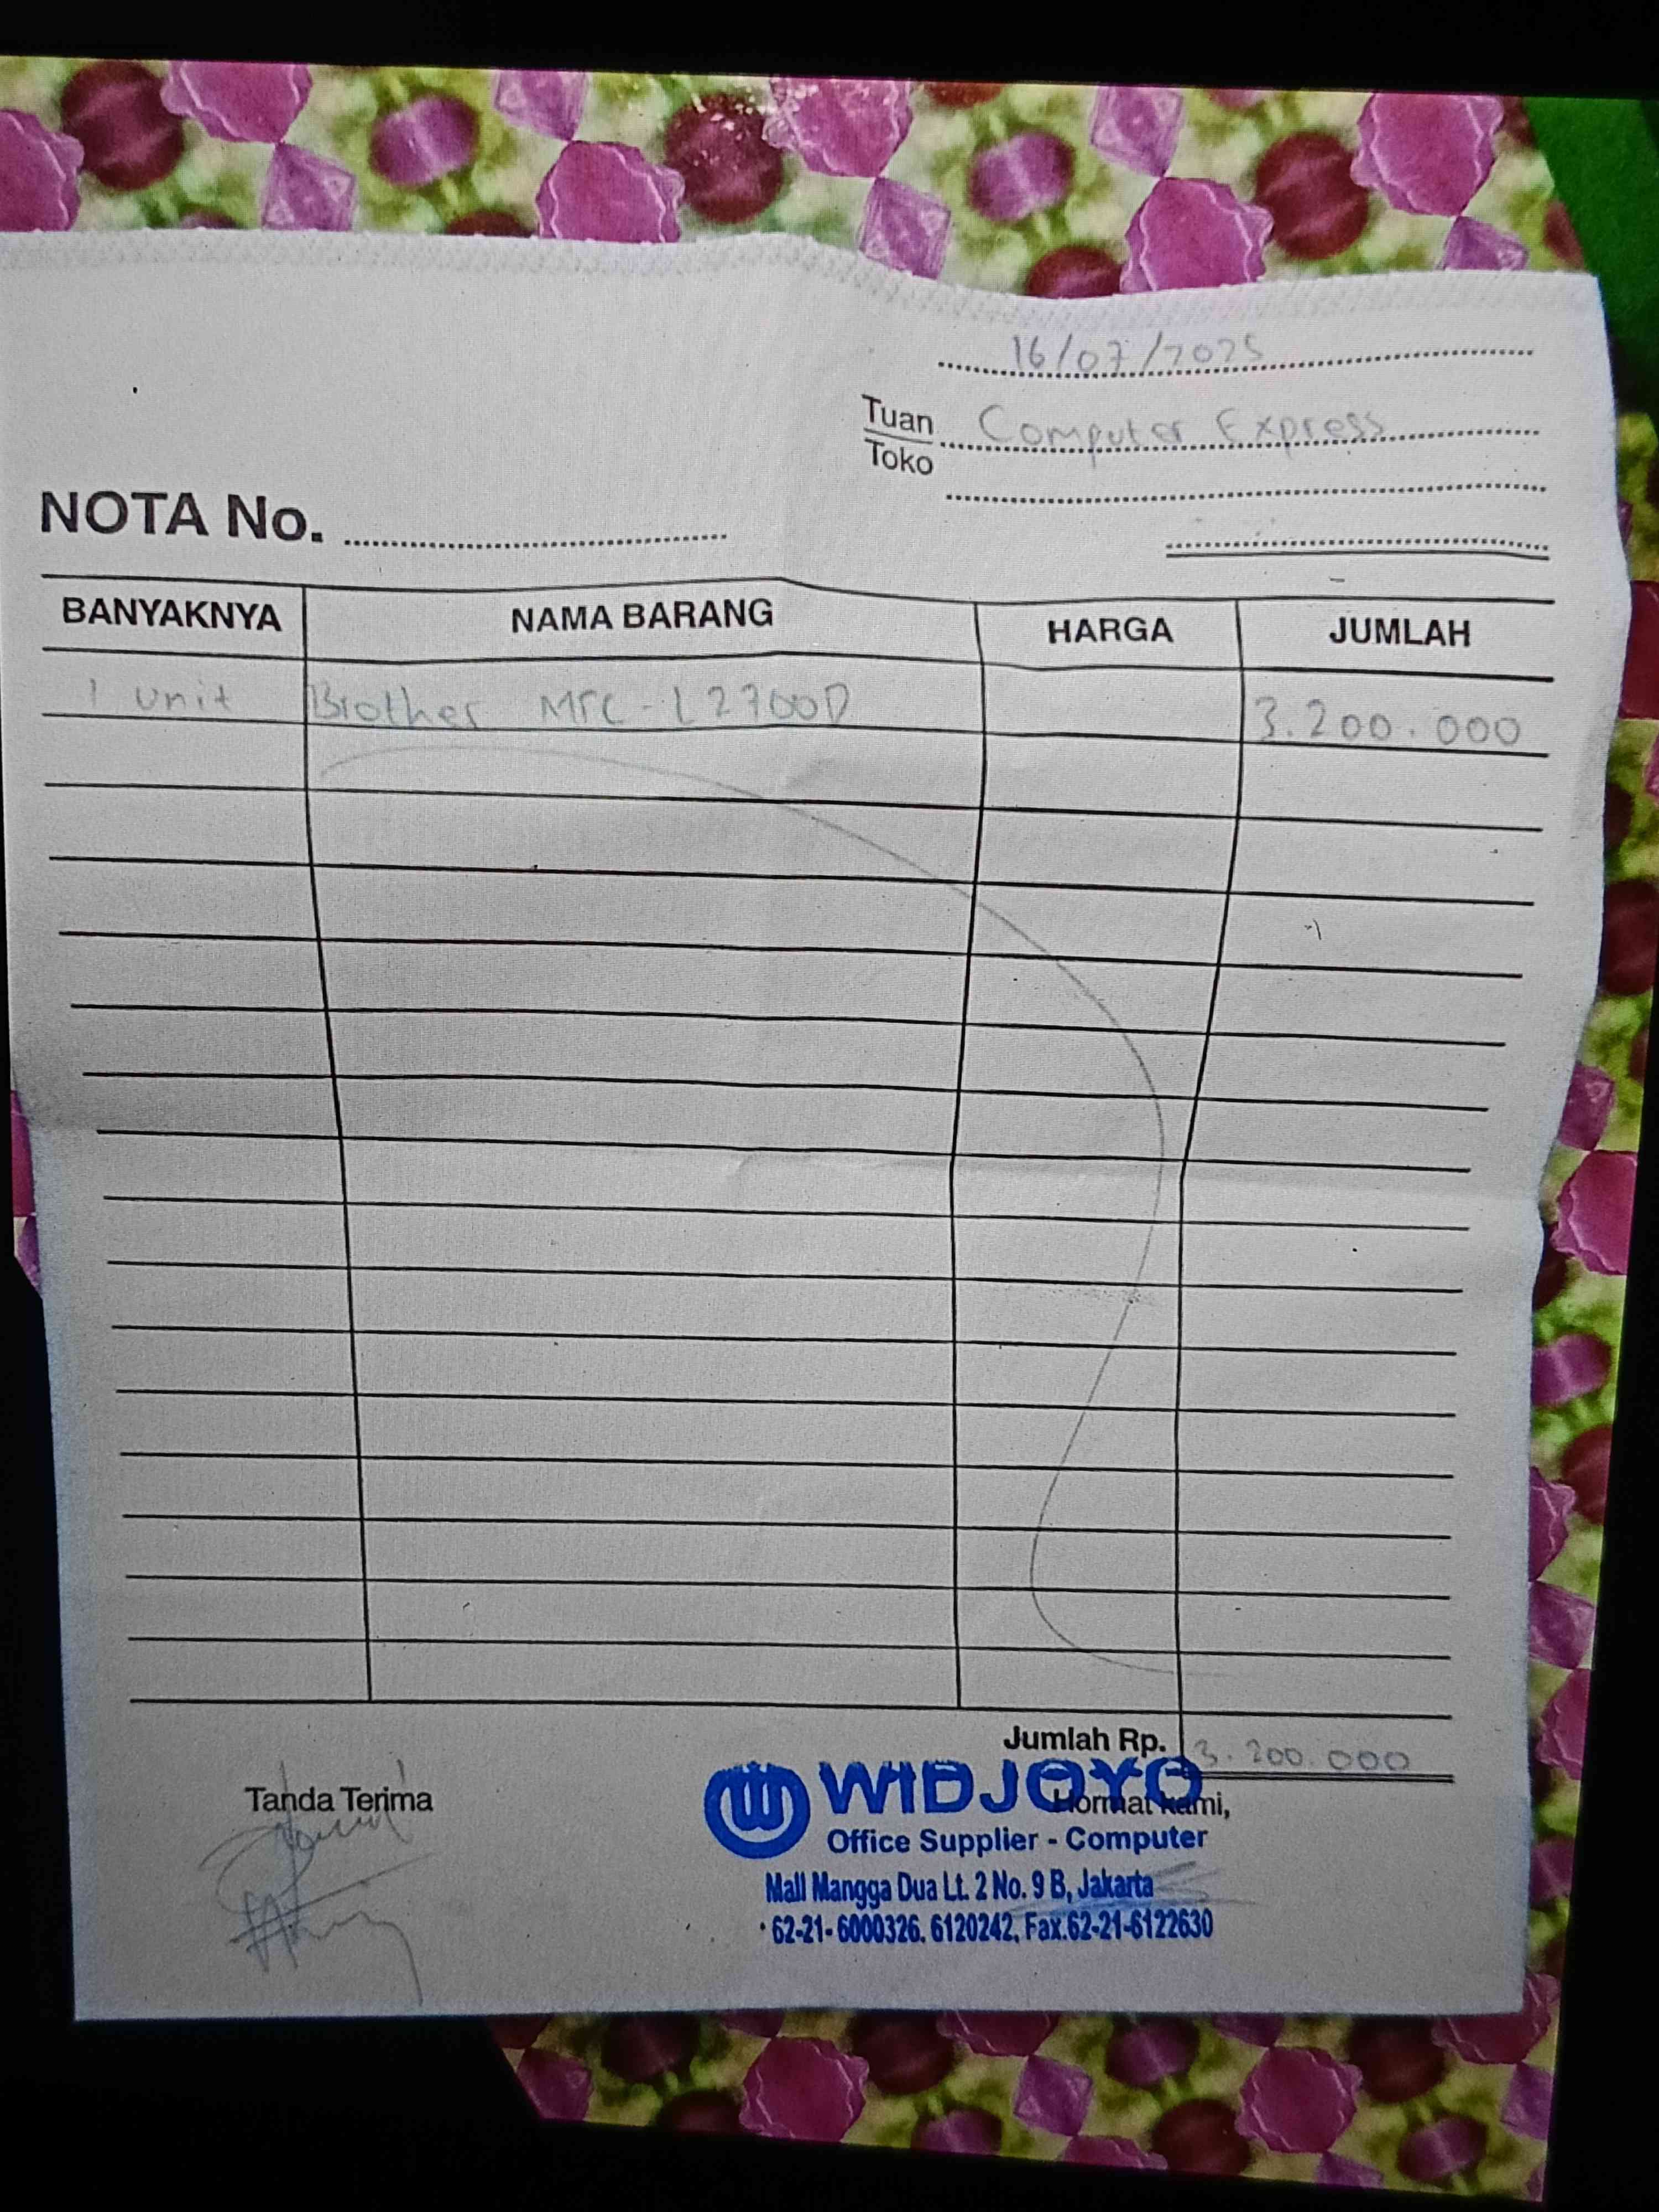 16/07/2025
Tuan Computer Express
Toko
NOTA No.
BANYAKNYA NAMA BARANG HARGA JUMLAH
1 unit Brother MFC-L2700D 3.200.000
Jumlah Rp. 3.200.000
Tanda Terima
WIDJOYO
Hormat kami,
Office Supplier - Computer
Mall Mangga Dua Lt. 2 No. 9 B, Jakarta
62-21-6000326, 6120242, Fax.62-21-6122630